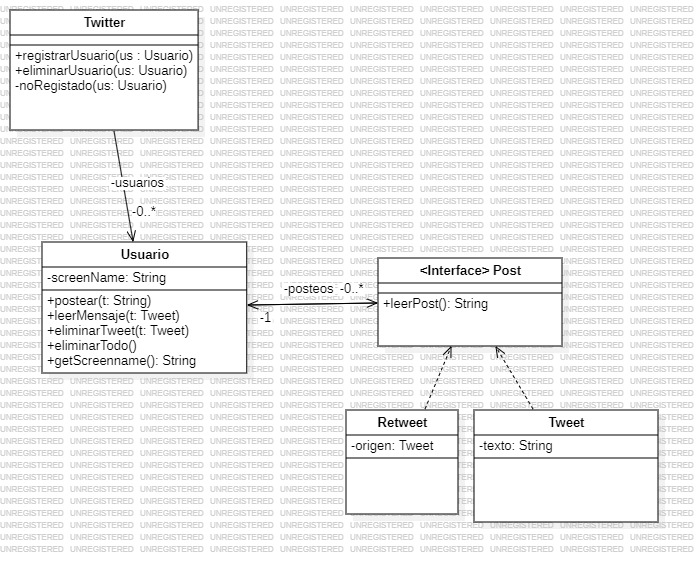 Twitter
+registrarUsuario(us : Usuario)
+eliminarUsuario(us: Usuario)
-noRegistado(us: Usuario)
-usuarios
-0..*
Usuario
-screenName: String
+postear(t: String)
+leerMensaje(t: Tweet)
+eliminarTweet(t: Tweet)
+eliminarTodo()
+getScreenname(): String
-posteos -0..*
-1
<Interface> Post
+leerPost(): String
Retweet
-origen: Tweet
Tweet
-texto: String
UNREGISTERED